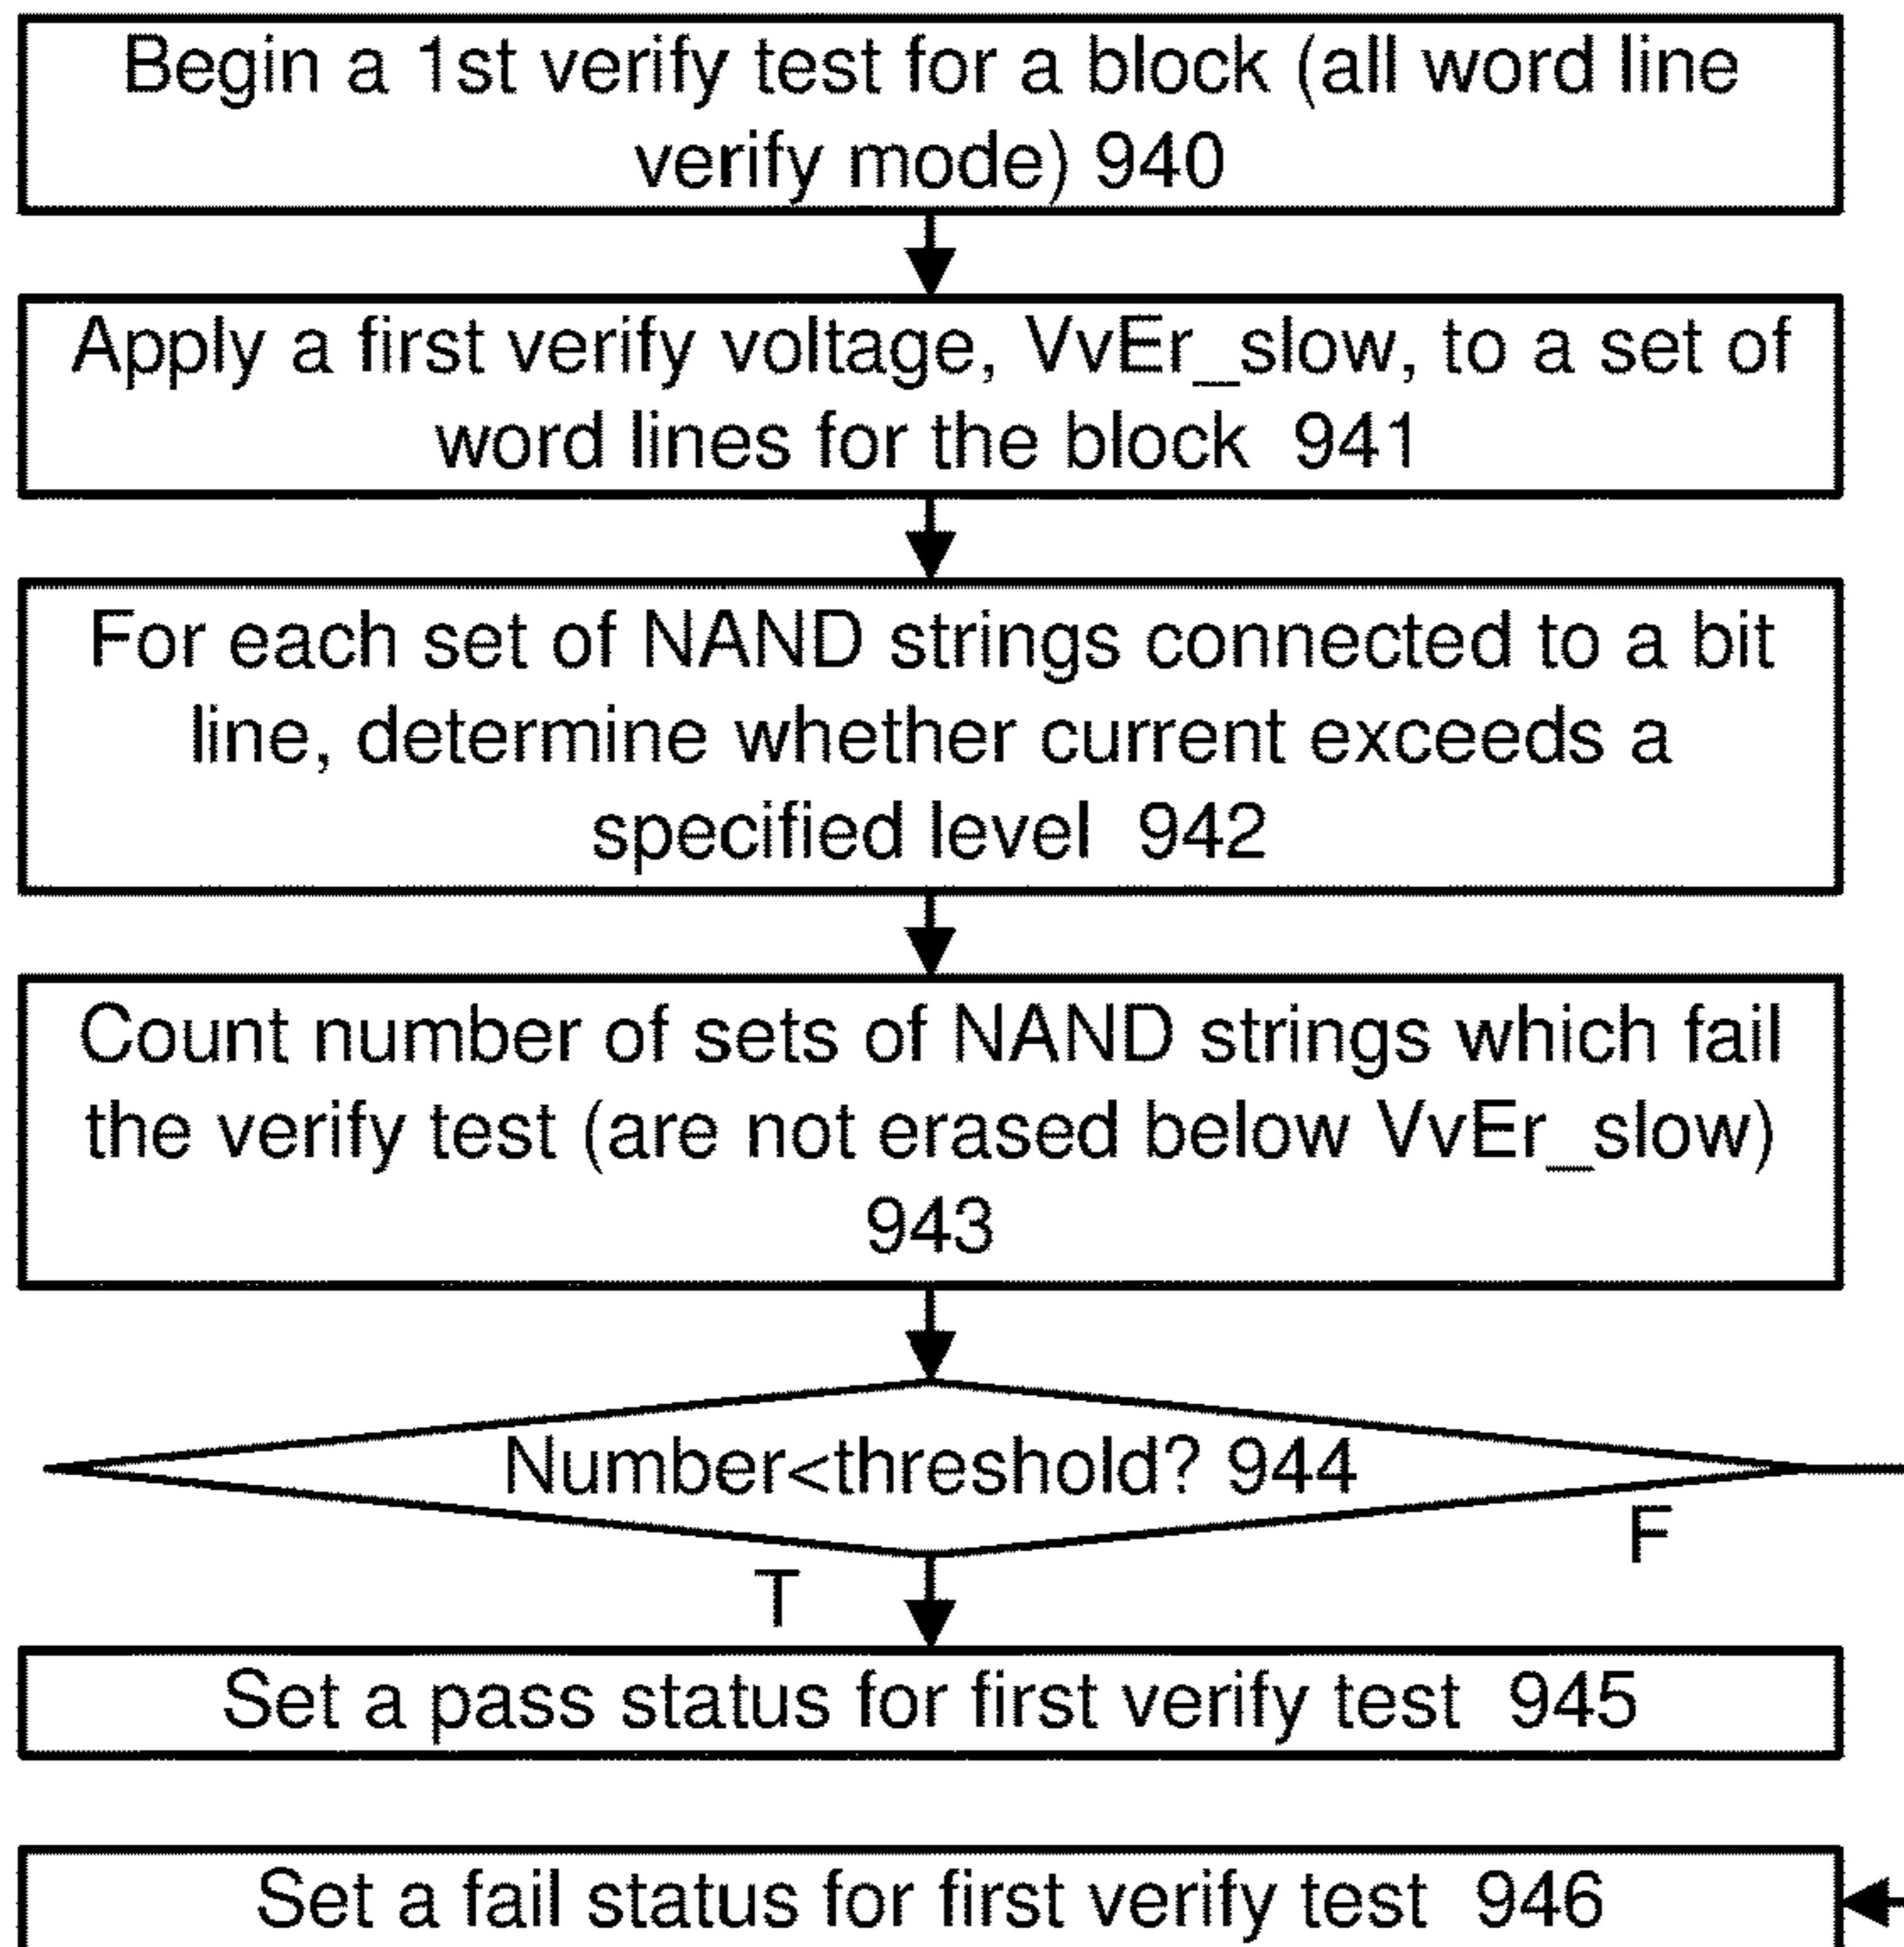 Begin a 1st verify test for a block (all word line
verify mode) 940
Apply a first verify voltage, VvEr_slow, to a set of
word lines for the block 941
For each set of NAND strings connected to a bit
line, determine whether current exceeds a
specified level 942
Count number of sets of NAND strings which fail
the verify test (are not erased below VvEr_slow)
943
Number<threshold? 944
F
T
Set a pass status for first verify test 945
Set a fail status for first verify test 946